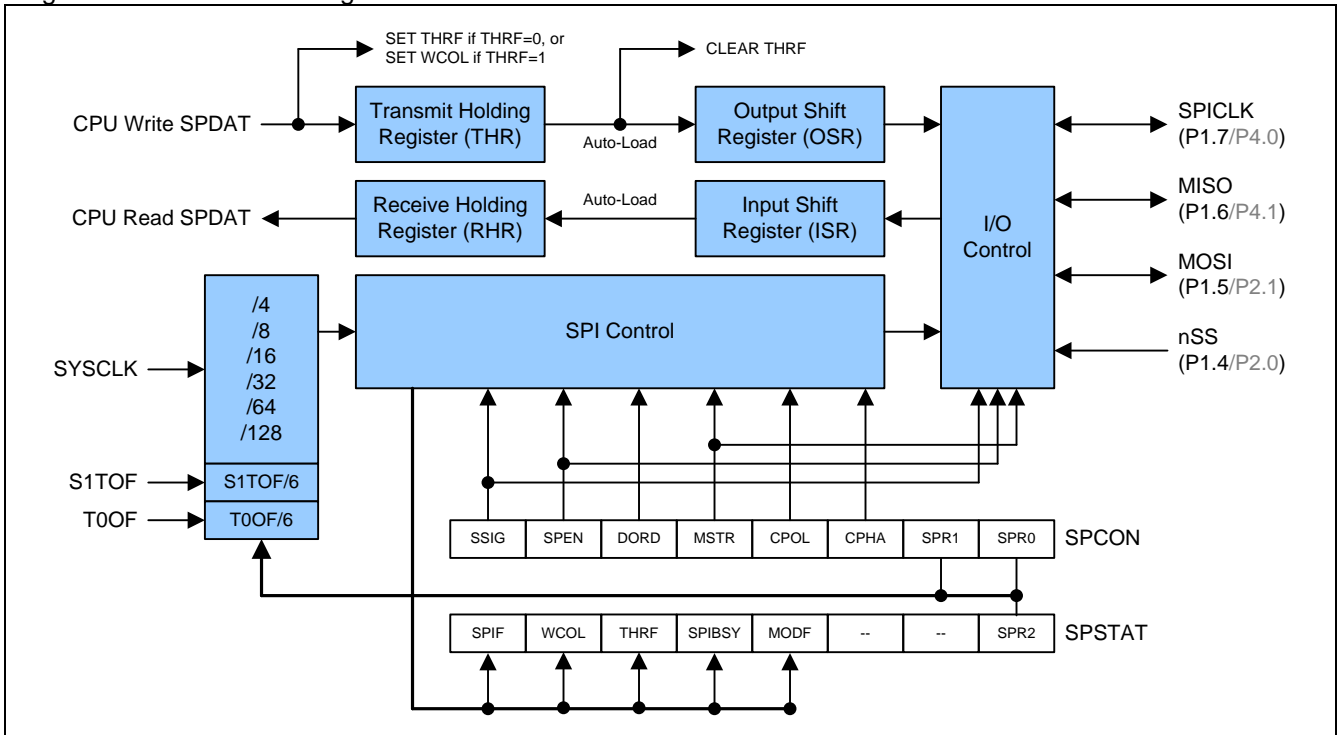 SET THRF if THRF=0, or
SET WCOL if THRF=1
CLEAR THRF
CPU Write SPDAT
Transmit Holding
Register (THR)
Auto-Load
Output Shift
Register (OSR)
SPICLK
(P1.7/P4.0)
CPU Read SPDAT
Receive Holding
Register (RHR)
Auto-Load
Input Shift
Register (ISR)
I/O
Control
MISO
(P1.6/P4.1)
MOSI
(P1.5/P2.1)
nSS
(P1.4/P2.0)
SYSCLK
/4
/8
/16
/32
/64
/128
SPI Control
S1TOF
S1TOF/6
T0OF
T0OF/6
SSIG SPEN DORD MSTR CPOL CPHA SPR1 SPR0 SPCON
SPIF WCOL THRF SPIBSY MODF -- -- SPR2 SPSTAT